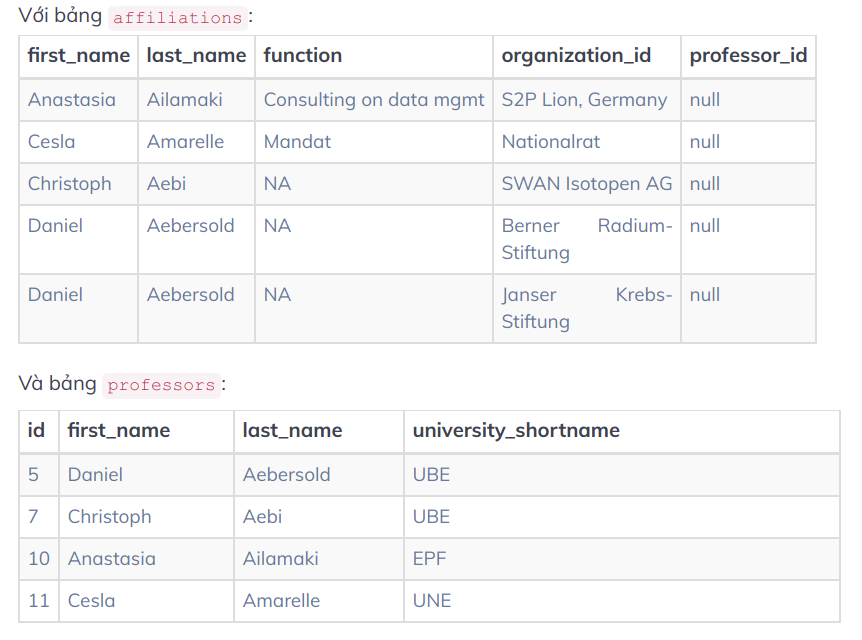 Với bảng affiliations:
first_name last_name function organization_id professor_id
Anastasia Ailamaki Consulting on data mgmt S2P Lion, Germany null
Cesla Amarelle Mandat Nationalrat null
Christoph Aebi NA SWAN Isotopen AG null
Daniel Aebersold NA Berner Radium- null
Stiftung
Daniel Aebersold NA Janser Krebs- null
Stiftung
Và bảng professors:
id first_name last_name university_shortname
5 Daniel Aebersold UBE
7 Christoph Aebi UBE
10 Anastasia Ailamaki EPF
11 Cesla Amarelle UNE